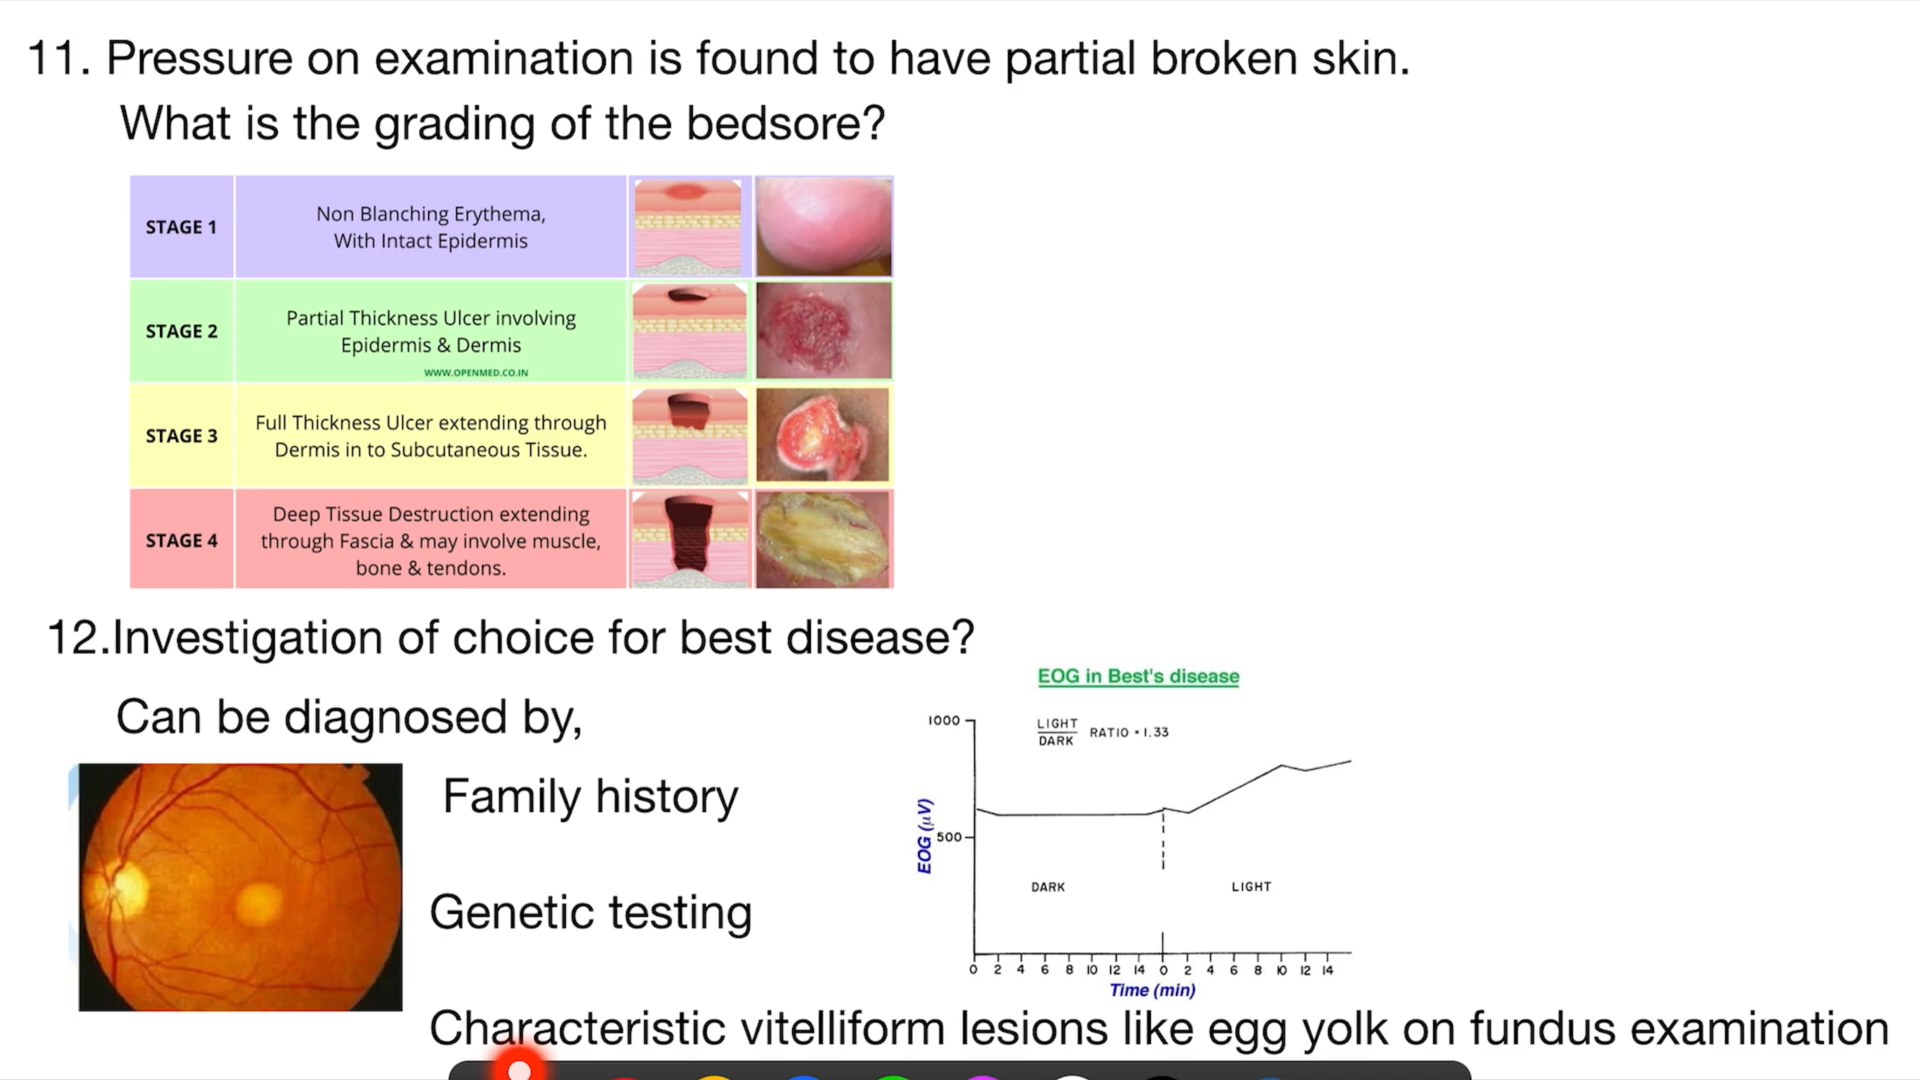 11. Pressure on examination is found to have partial broken skin.
What is the grading of the bedsore?
STAGE 1
Non Blanching Erythema,
With Intact Epidermis
STAGE 2
Partial Thickness Ulcer involving
Epidermis & Dermis
WWW.OPENMED.CO.IN
STAGE 3
Full Thickness Ulcer extending through
Dermis in to Subcutaneous Tissue.
STAGE 4
Deep Tissue Destruction extending
through Fascia & may involve muscle,
bone & tendons.
12.Investigation of choice for best disease?
Can be diagnosed by,
Family history
Genetic testing
Characteristic vitelliform lesions like egg yolk on fundus examination
EOG in Best's disease
LIGHT
DARK
RATIO • 1.33
1000
500
EOG (µV)
DARK
LIGHT
0 2 4 6 8 10 12 14 0 2 4 6 8 10 12 14
Time (min)